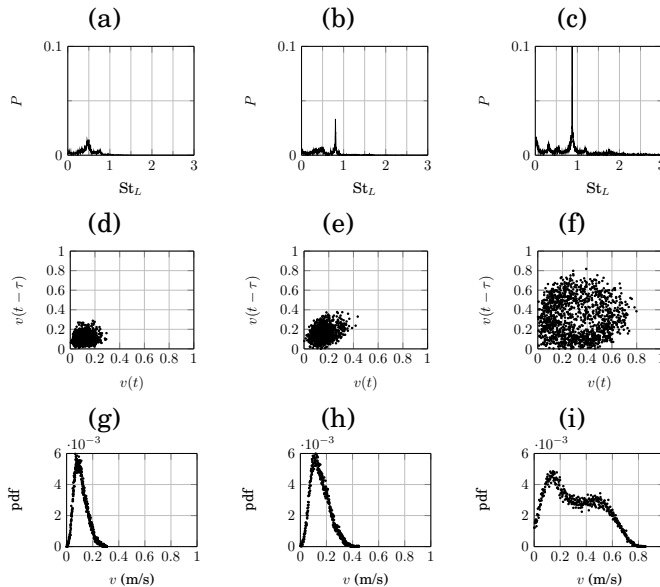 (a) (b) (c)
0.1 0.1 0.1
P P P
0 0 0
0 1 2 3 0 1 2 3 0 1 2 3
St_L St_L St_L
(d) (e) (f)
1 1 1
0.8 0.8 0.8
0.6 0.6 0.6
0.4 0.4 0.4
0.2 0.2 0.2
0 0 0
v(t − τ) v(t − τ) v(t − τ)
0 0.2 0.4 0.6 0.8 1 0 0.2 0.4 0.6 0.8 1 0 0.2 0.4 0.6 0.8 1
v(t) v(t) v(t)
(g) (h) (i)
·10⁻³ ·10⁻³ ·10⁻³
6 6 6
4 4 4
2 2 2
0 0 0
pdf pdf pdf
0 0.2 0.4 0.6 0.8 1 0 0.2 0.4 0.6 0.8 1 0 0.2 0.4 0.6 0.8 1
v (m/s) v (m/s) v (m/s)